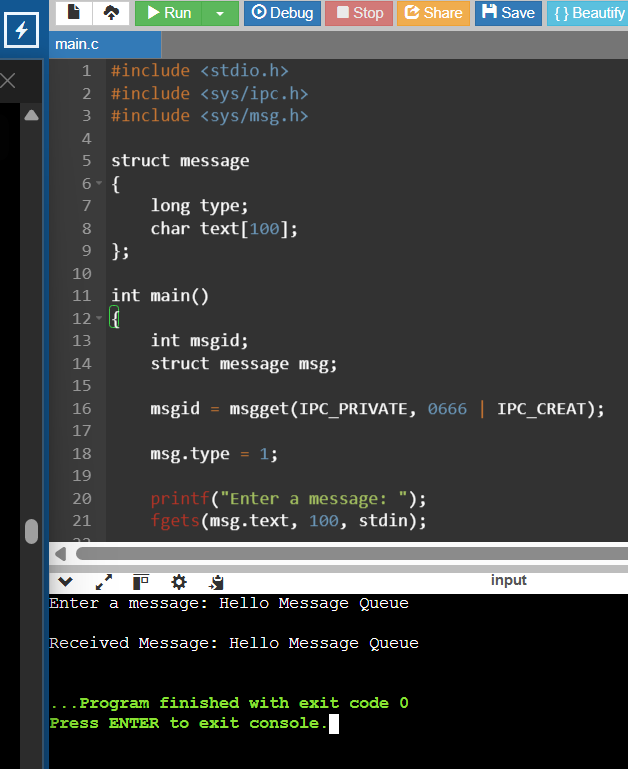 Run Debug Stop Share Save { } Beautify
main.c
1 #include <stdio.h>
2 #include <sys/ipc.h>
3 #include <sys/msg.h>
4
5 struct message
6 {
7     long type;
8     char text[100];
9 };
10
11 int main()
12 {
13     int msgid;
14     struct message msg;
15
16     msgid = msgget(IPC_PRIVATE, 0666 | IPC_CREAT);
17
18     msg.type = 1;
19
20     printf("Enter a message: ");
21     fgets(msg.text, 100, stdin);
22
input
Enter a message: Hello Message Queue
Received Message: Hello Message Queue
...Program finished with exit code 0
Press ENTER to exit console.